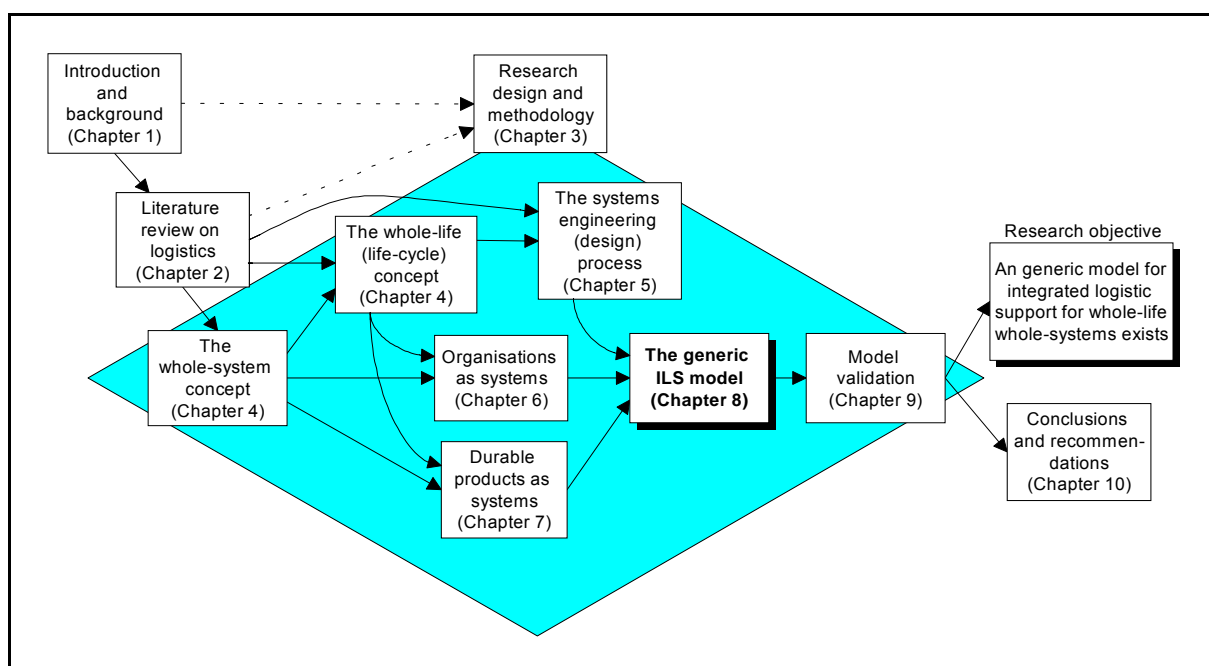 Introduction
and
background
(Chapter 1)
Research
design and
methodology
(Chapter 3)
Literature
review on
logistics
(Chapter 2)
The whole-life
(life-cycle)
concept
(Chapter 4)
The systems
engineering
(design)
process
(Chapter 5)
The
whole-system
concept
(Chapter 4)
Organisations
as systems
(Chapter 6)
Durable
products as
systems
(Chapter 7)
The generic
ILS model
(Chapter 8)
Model
validation
(Chapter 9)
Research objective
An generic model for
integrated logistic
support for whole-life
whole-systems exists
Conclusions
and recommen-
dations
(Chapter 10)